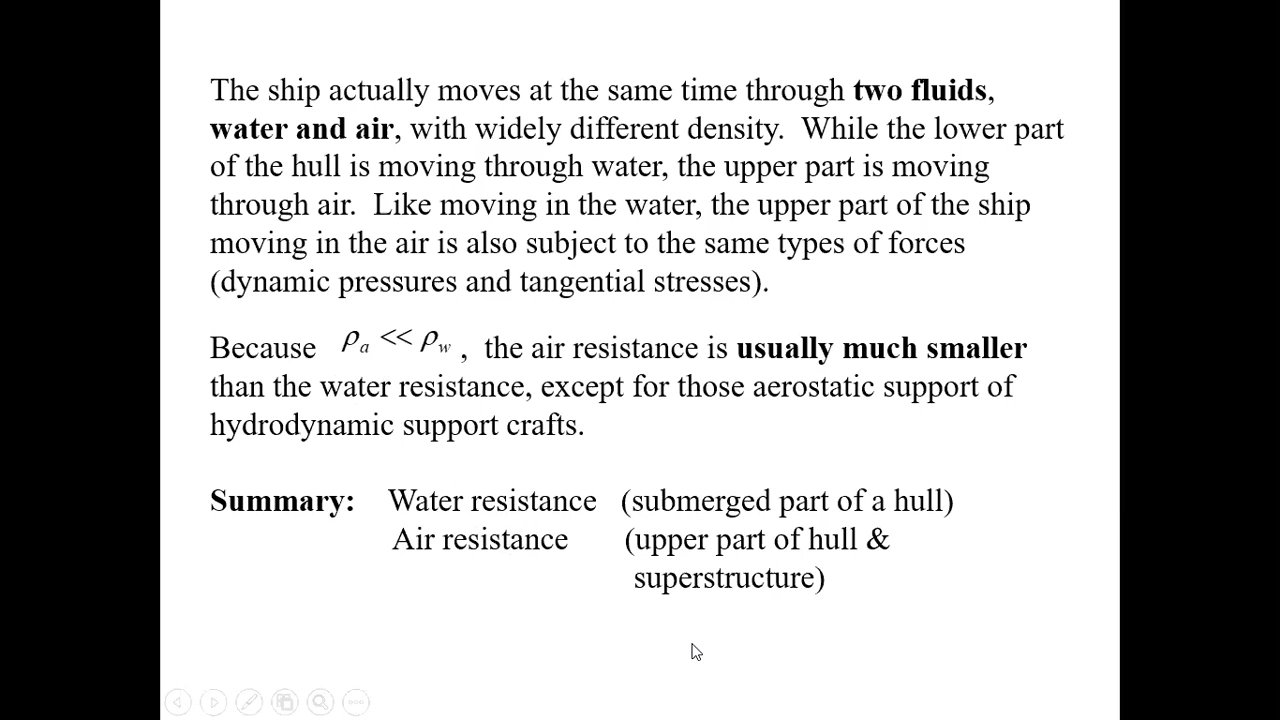 The ship actually moves at the same time through two fluids,
water and air, with widely different density. While the lower part
of the hull is moving through water, the upper part is moving
through air. Like moving in the water, the upper part of the ship
moving in the air is also subject to the same types of forces
(dynamic pressures and tangential stresses).
Because ρₐ << ρ_w , the air resistance is usually much smaller
than the water resistance, except for those aerostatic support of
hydrodynamic support crafts.
Summary: Water resistance (submerged part of a hull)
Air resistance (upper part of hull &
superstructure)